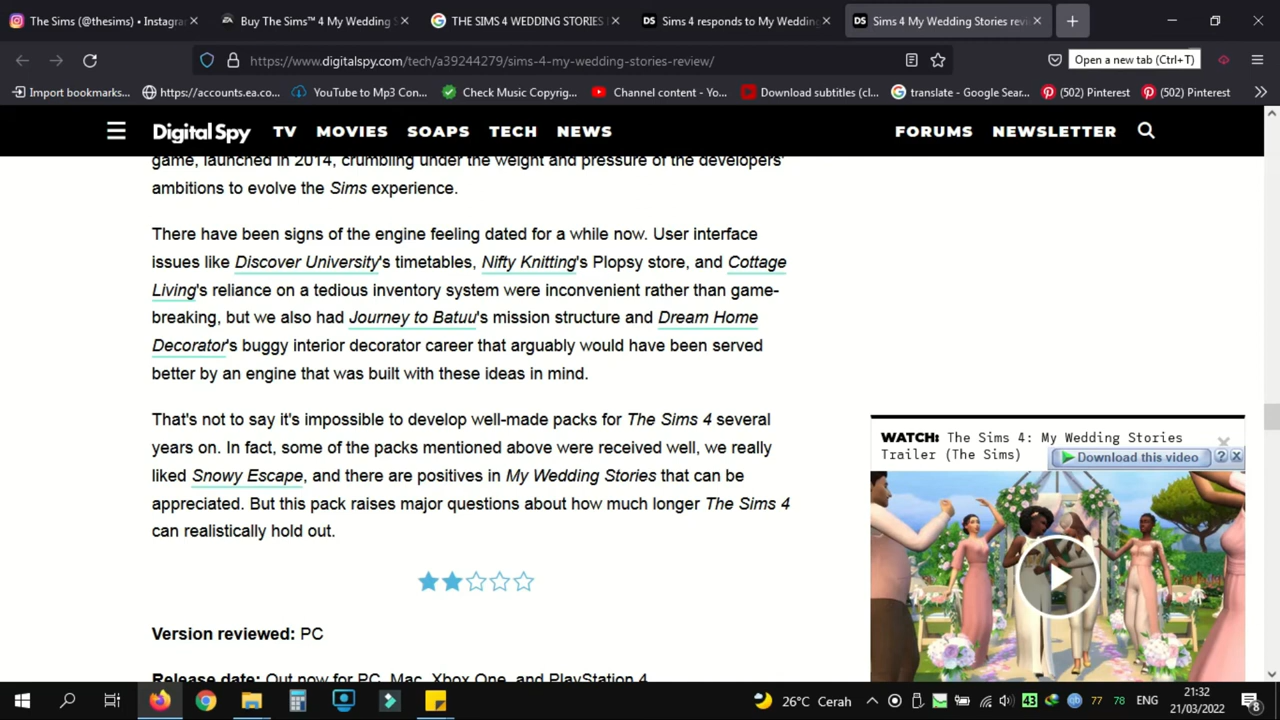 The Sims (@thesims) • Instagram
Buy The Sims™ 4 My Wedding S
THE SIMS 4 WEDDING STORIES
Sims 4 responds to My Wedding
Sims 4 My Wedding Stories revi
https://www.digitalspy.com/tech/a39244279/sims-4-my-wedding-stories-review/
Open a new tab (Ctrl+T)
Import bookmarks...
https://accounts.ea.co...
YouTube to Mp3 Con...
Check Music Copyrig...
Channel content - Yo...
Download subtitles (cl...
translate - Google Sear...
(502) Pinterest
(502) Pinterest
Digital Spy
TV
MOVIES
SOAPS
TECH
NEWS
FORUMS
NEWSLETTER
game, launched in 2014, crumbling under the weight and pressure of the developers'
ambitions to evolve the Sims experience.
There have been signs of the engine feeling dated for a while now. User interface
issues like Discover University's timetables, Nifty Knitting's Plopsy store, and Cottage
Living's reliance on a tedious inventory system were inconvenient rather than game-
breaking, but we also had Journey to Batuu's mission structure and Dream Home
Decorator's buggy interior decorator career that arguably would have been served
better by an engine that was built with these ideas in mind.
That's not to say it's impossible to develop well-made packs for The Sims 4 several
years on. In fact, some of the packs mentioned above were received well, we really
liked Snowy Escape, and there are positives in My Wedding Stories that can be
appreciated. But this pack raises major questions about how much longer The Sims 4
can realistically hold out.
Version reviewed: PC
Release date: Out now for PC, Mac, Xbox One, and PlayStation 4
WATCH: The Sims 4: My Wedding Stories
Trailer (The Sims)
Download this video
26°C Cerah
43
77
78
ENG
21:32
21/03/2022
8